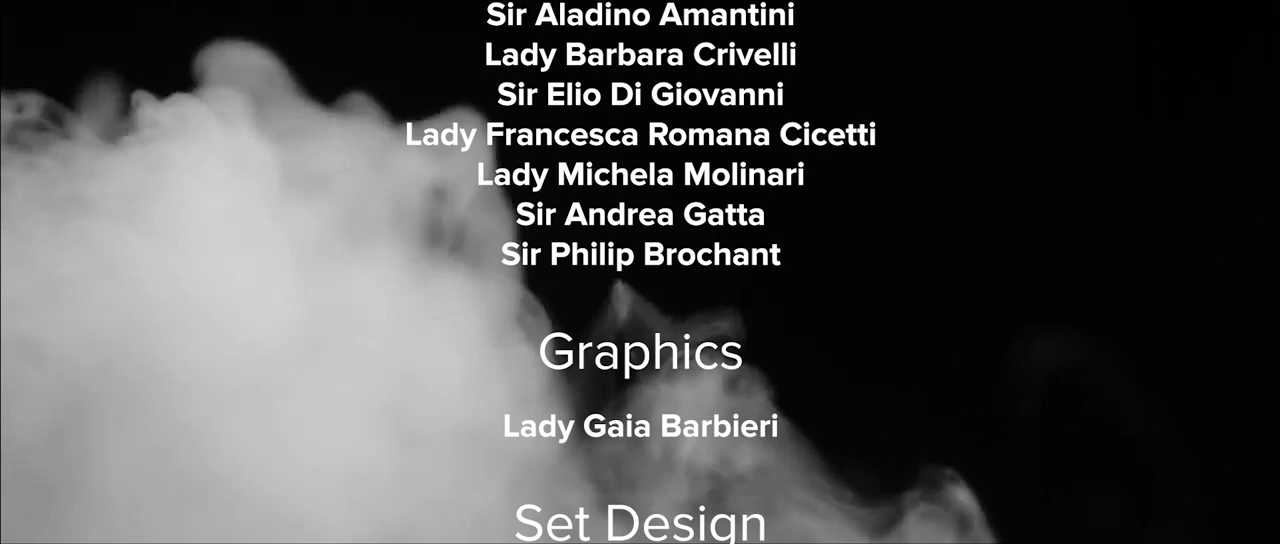 Sir Aladino Amantini
Lady Barbara Crivelli
Sir Elio Di Giovanni
Lady Francesca Romana Cicetti
Lady Michela Molinari
Sir Andrea Gatta
Sir Philip Brochant
Graphics
Lady Gaia Barbieri
Set Design